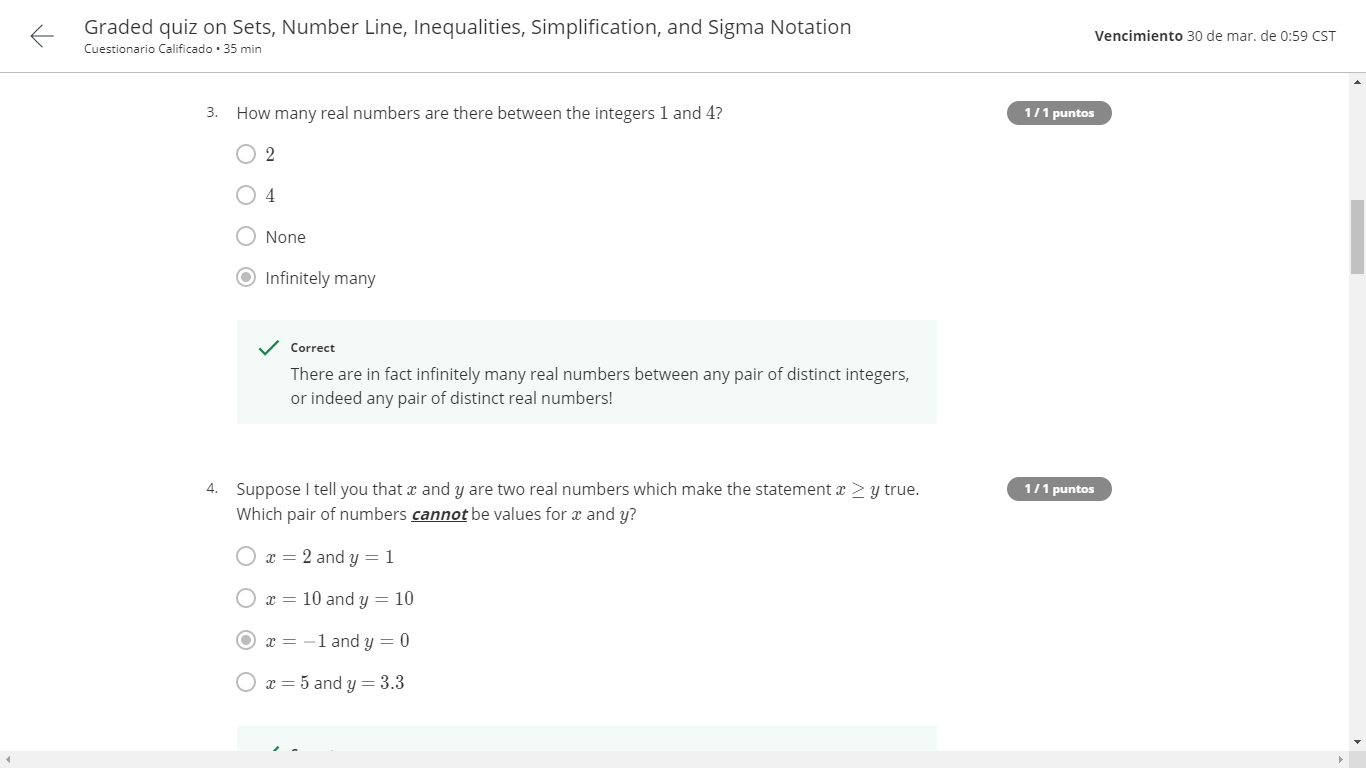 Graded quiz on Sets, Number Line, Inequalities, Simplification, and Sigma Notation
Cuestionario Calificado • 35 min
Vencimiento 30 de mar. de 0:59 CST
3. How many real numbers are there between the integers 1 and 4?
1 / 1 puntos
2
4
None
Infinitely many
Correct
There are in fact infinitely many real numbers between any pair of distinct integers,
or indeed any pair of distinct real numbers!
4. Suppose I tell you that x and y are two real numbers which make the statement x ≥ y true.
1 / 1 puntos
Which pair of numbers cannot be values for x and y?
x = 2 and y = 1
x = 10 and y = 10
x = −1 and y = 0
x = 5 and y = 3.3